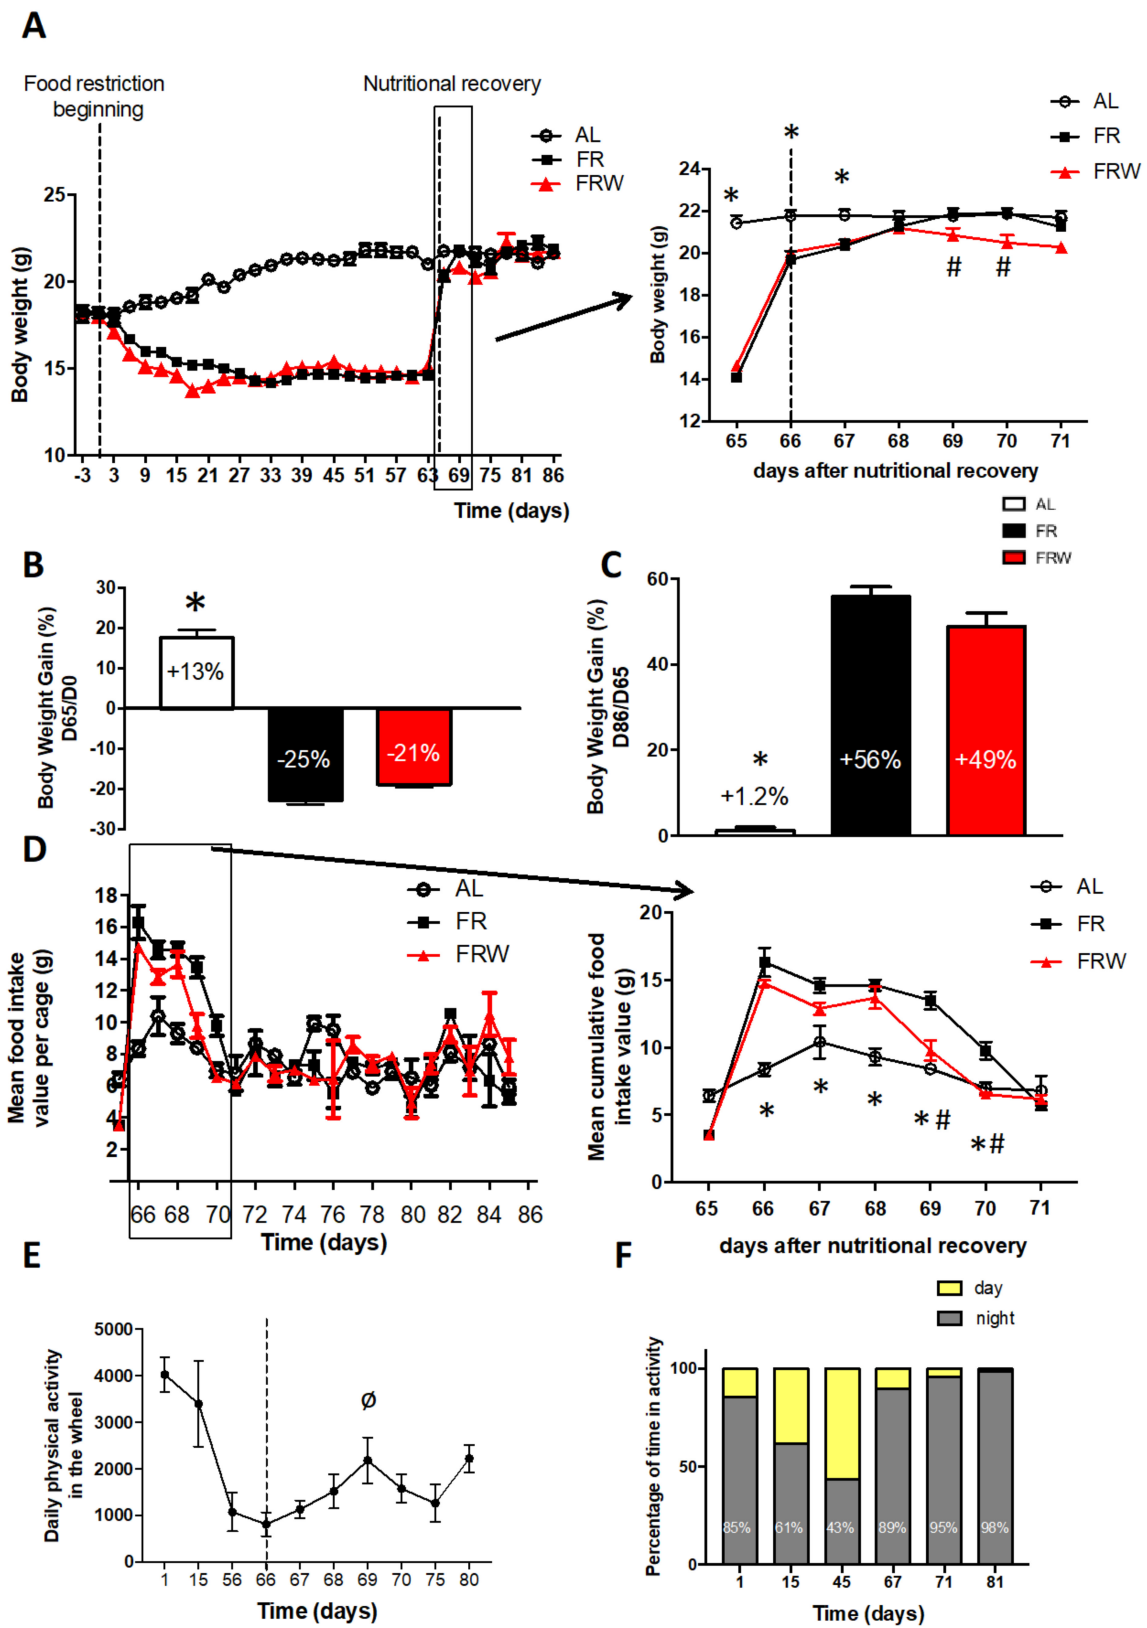 A
Food restriction
beginning
Nutritional recovery
AL
FR
FRW
25
20
15
10
Body weight (g)
-3 3 9 15 21 27 33 39 45 51 57 63 69 75 81 86
Time (days)
AL
FR
FRW
24
22
20
18
16
14
12
Body weight (g)
* * *
# #
65 66 67 68 69 70 71
days after nutritional recovery
AL
FR
FRW
B
30
20
10
0
-10
-20
-30
Body Weight Gain (%)
D65/D0
*
+13%
-25%
-21%
C
60
40
20
0
Body Weight Gain (%)
D86/D65
*
+1.2%
+56%
+49%
D
AL
FR
FRW
18
16
14
12
10
8
6
4
2
Mean food intake
value per cage (g)
66 68 70 72 74 76 78 80 82 84 86
Time (days)
AL
FR
FRW
20
15
10
5
0
Mean cumulative food
intake value (g)
* * * *# *#
65 66 67 68 69 70 71
days after nutritional recovery
E
5000
4000
3000
2000
1000
0
Daily physical activity
in the wheel
ø
1 15 56 66 67 68 69 70 75 80
Time (days)
F
day
night
100
50
0
Percentage of time in activity
85% 61% 43% 89% 95% 98%
1 15 45 67 71 81
Time (days)